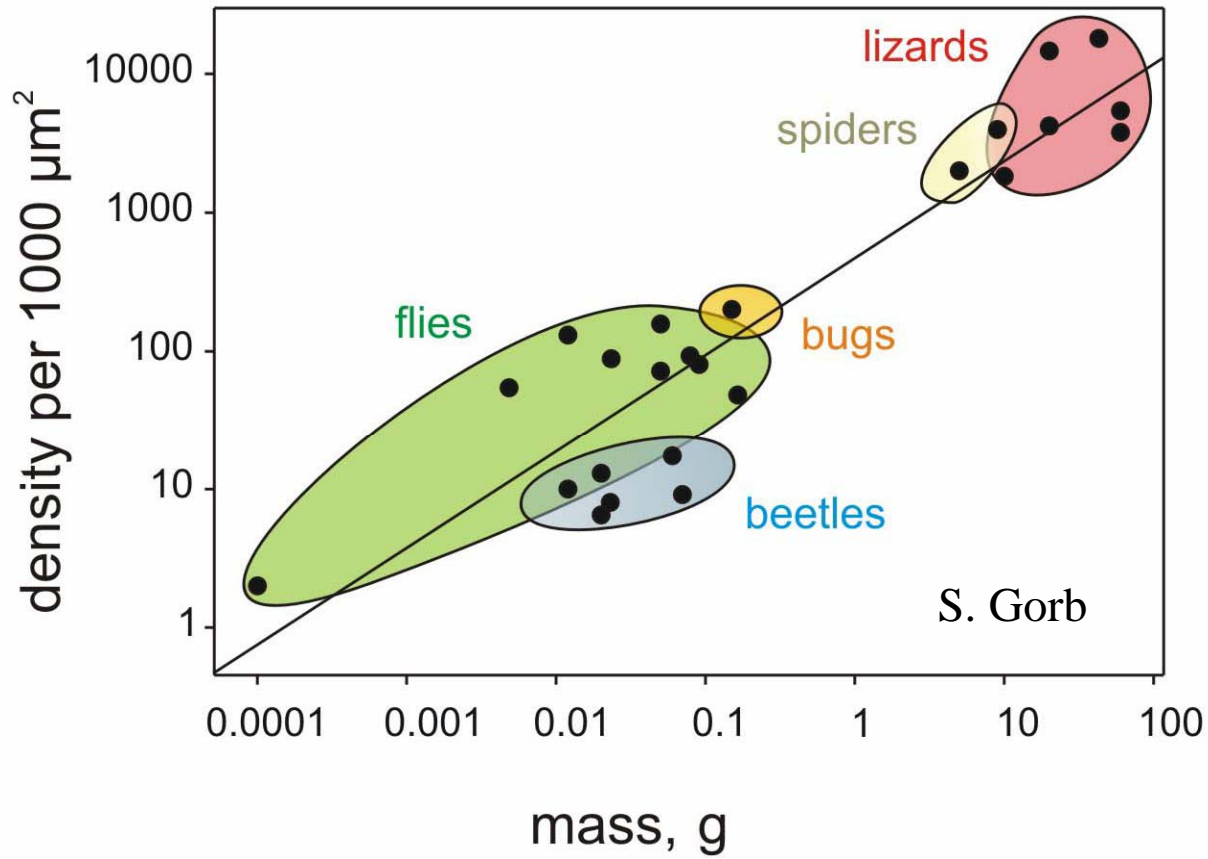 lizards
spiders
flies
bugs
beetles
S. Gorb
density per 1000 µm²
10000
1000
100
10
1
0.0001 0.001 0.01 0.1 1 10 100
mass, g